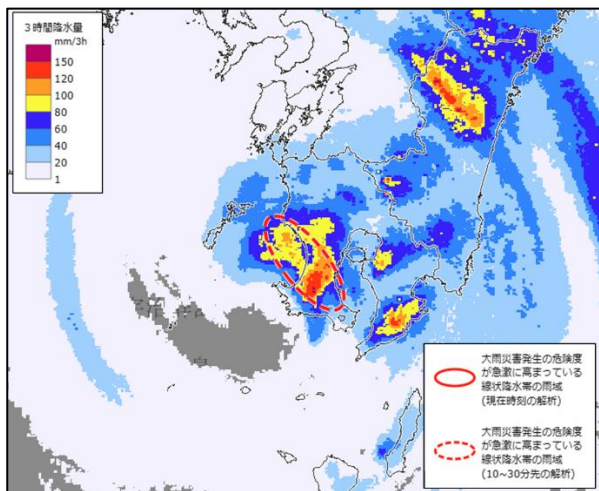 3時間降水量
mm/3h
150
120
100
80
60
40
20
1
大雨災害発生の危険度
が急激に高まっている
線状降水帯の雨域
(現在時刻の解析)
大雨災害発生の危険度
が急激に高まっている
線状降水帯の雨域
(10~30分先の解析)